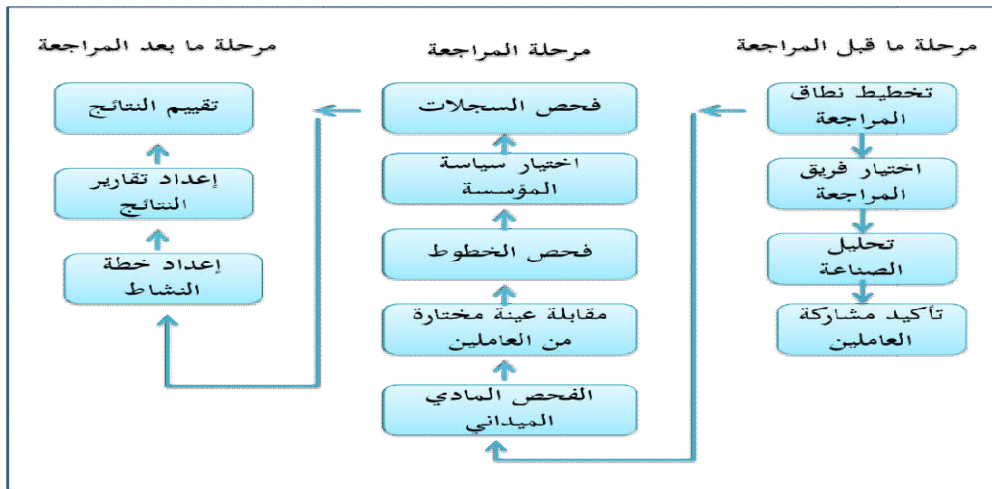 مرحلة ما قبل المراجعة
تخطيط نطاق
المراجعة
اختيار فريق
المراجعة
تحليل
الصناعة
تأكيد مشاركة
العاملين
مرحلة المراجعة
فحص السجلات
اختيار سياسة
المؤسسة
فحص الخطوط
مقابلة عينة مختارة
من العاملين
الفحص المادي
الميداني
مرحلة ما بعد المراجعة
تقييم النتائج
إعداد تقارير
النتائج
إعداد خطة
النشاط